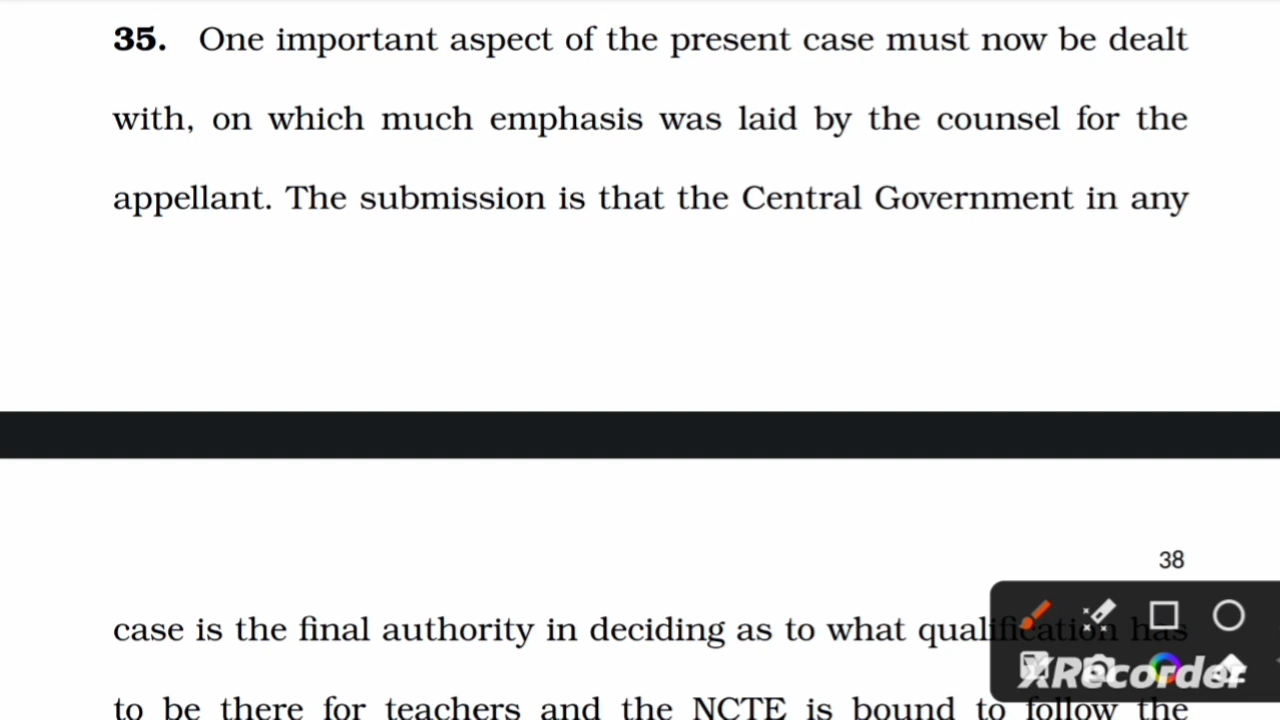 35. One important aspect of the present case must now be dealt
with, on which much emphasis was laid by the counsel for the
appellant. The submission is that the Central Government in any
38
case is the final authority in deciding as to what qualification has
to be there for teachers and the NCTE is bound to follow the
XRecorder